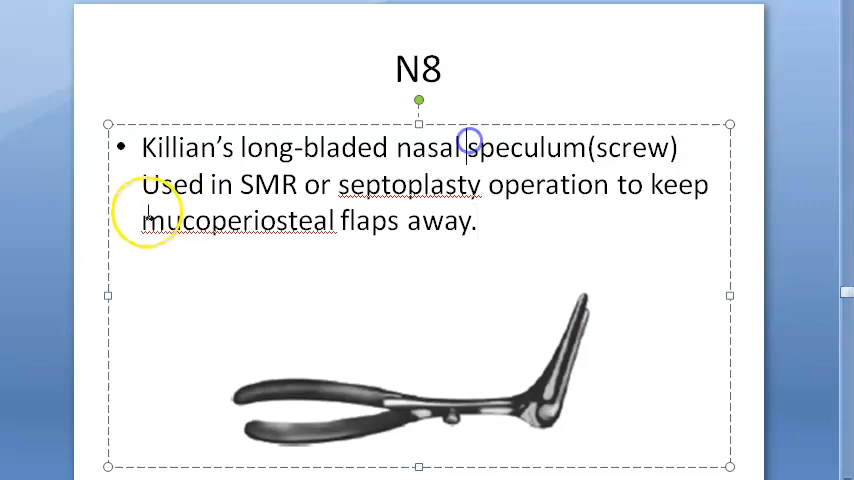 N8
• Killian’s long-bladed nasal speculum(screw)
Used in SMR or septoplasty operation to keep
mucoperiosteal flaps away.